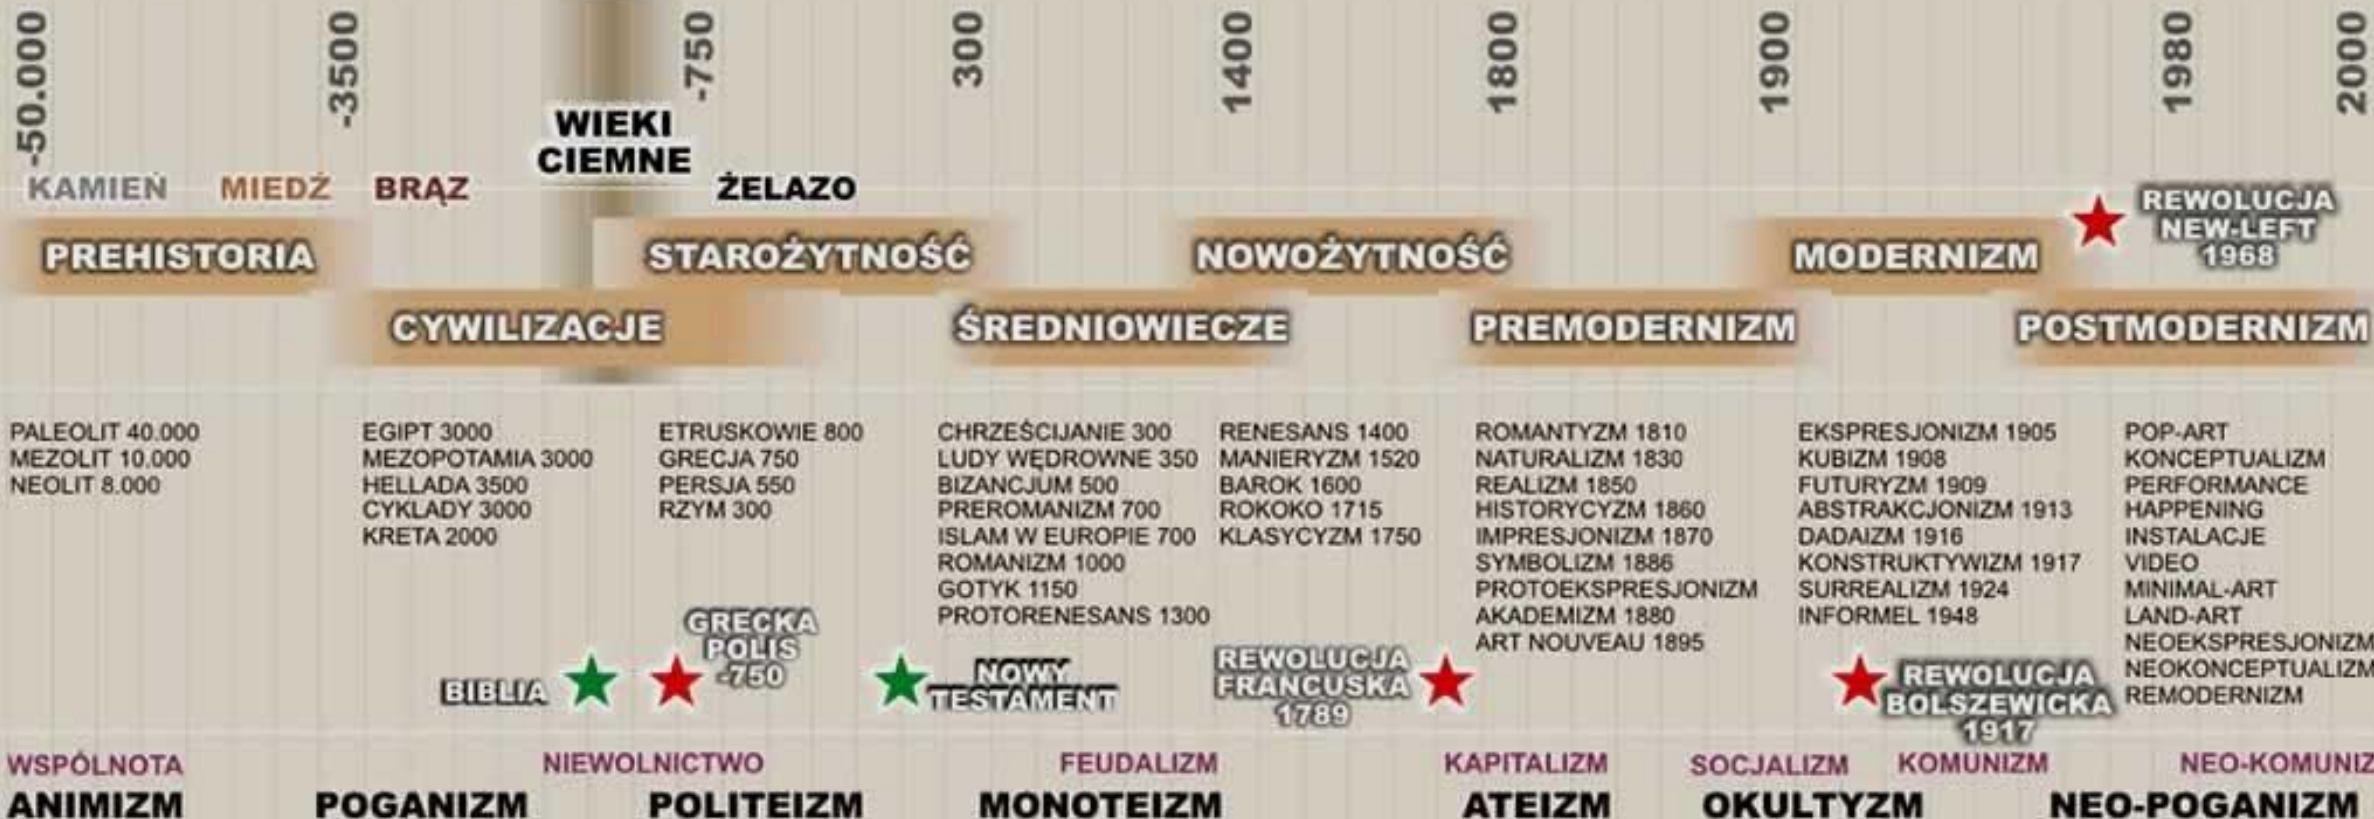 -50.000
-3500
-750
300
1400
1800
1900
1980
2000
WIEKI
CIEMNE
KAMIEŃ
MIEDŹ
BRĄZ
ŻELAZO
REWOLUCJA
NEW-LEFT
1968
PREHISTORIA
STAROŻYTNOŚĆ
NOWOŻYTNOŚĆ
MODERNIZM
CYWILIZACJE
ŚREDNIOWIECZE
PREMODERNIZM
POSTMODERNIZM
PALEOLIT 40.000
MEZOLIT 10.000
NEOLIT 8.000
EGIPT 3000
MEZOPOTAMIA 3000
HELLADA 3500
CYKLADY 3000
KRETA 2000
ETRUSKOWIE 800
GRECJA 750
PERSJA 550
RZYM 300
CHRZEŚCIJANIE 300
LUDY WĘDROWNE 350
BIZANCJUM 500
PREROMANIZM 700
ISLAM W EUROPIE 700
ROMANIZM 1000
GOTYK 1150
PROTORENESANS 1300
RENESANS 1400
MANIERYZM 1520
BAROK 1600
ROKOKO 1715
KLASYCYZM 1750
ROMANTYZM 1810
NATURALIZM 1830
REALIZM 1850
HISTORYCYZM 1860
IMPRESJONIZM 1870
SYMBOLIZM 1886
PROTOEKSPRESJONIZM
AKADEMIZM 1880
ART NOUVEAU 1895
EKSPRESJONIZM 1905
KUBIZM 1908
FUTURYZM 1909
ABSTRAKCJONIZM 1913
DADAIZM 1916
KONSTRUKTYWIZM 1917
SURREALIZM 1924
INFORMEL 1948
POP-ART
KONCEPTUALIZM
PERFORMANCE
HAPPENING
INSTALACJE
VIDEO
MINIMAL-ART
LAND-ART
NEOEKSPRESJONIZM
NEOKONCEPTUALIZM
REMODERNIZM
BIBLIA
GRECKA
POLIS
-750
NOWY
TESTAMENT
REWOLUCJA
FRANCUSKA
1789
REWOLUCJA
BOLSZEWICKA
1917
WSPÓLNOTA
NIEWOLNICTWO
FEUDALIZM
KAPITALIZM
SOCJALIZM
KOMUNIZM
NEO-KOMUNIZ
ANIMIZM
POGANIZM
POLITEIZM
MONOTEIZM
ATEIZM
OKULTYZM
NEO-POGANIZM